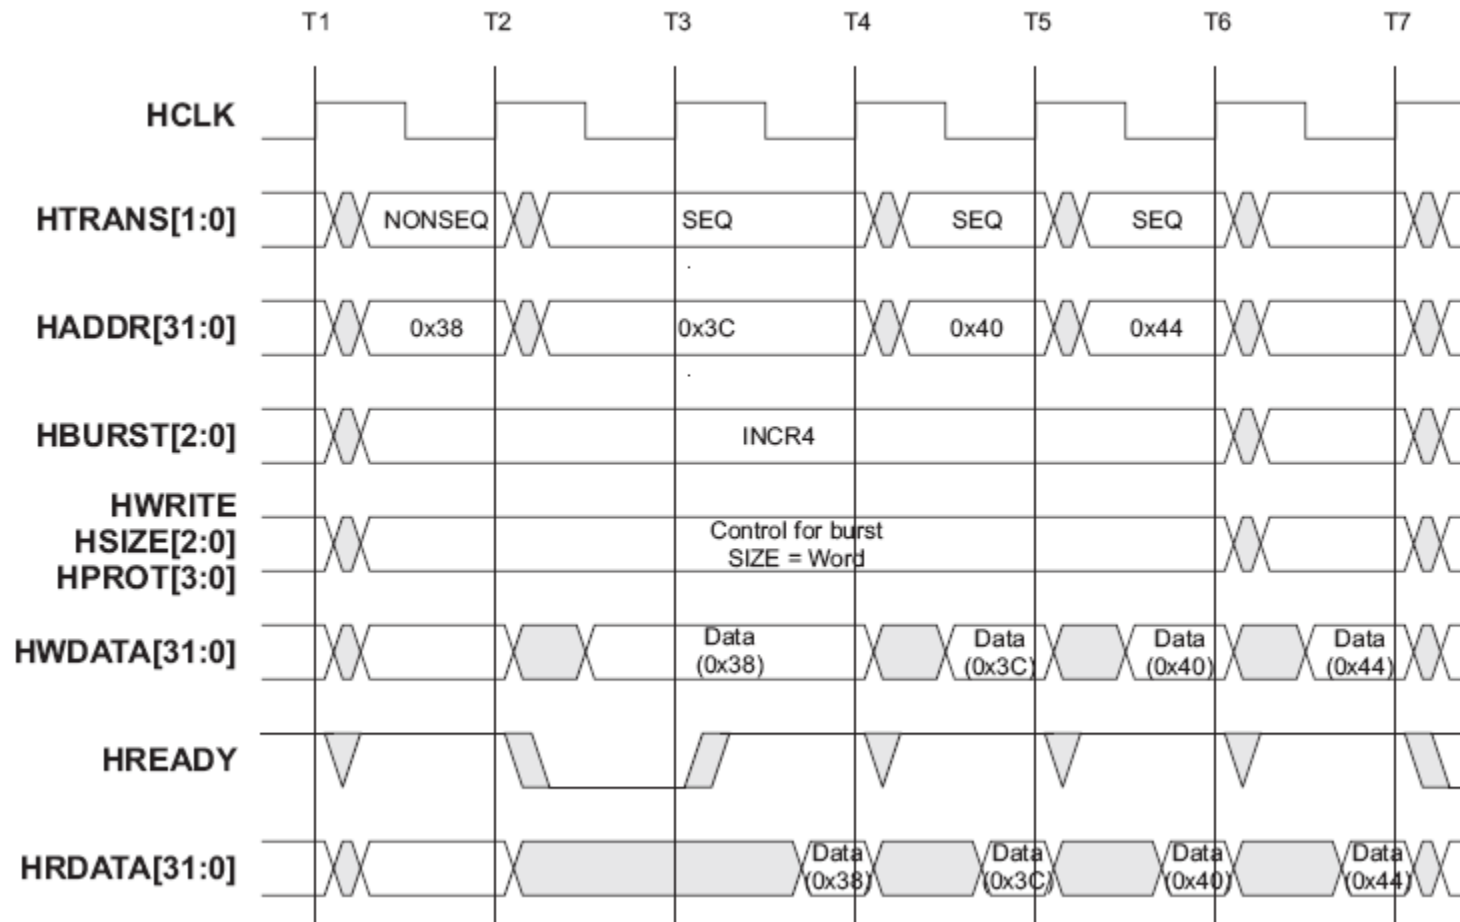 T1 T2 T3 T4 T5 T6 T7
HCLK
HTRANS[1:0] NONSEQ SEQ SEQ SEQ
HADDR[31:0] 0x38 0x3C 0x40 0x44
HBURST[2:0] INCR4
HWRITE
HSIZE[2:0]
HPROT[3:0]
Control for burst
SIZE = Word
HWDATA[31:0]
Data
(0x38)
Data
(0x3C)
Data
(0x40)
Data
(0x44)
HREADY
HRDATA[31:0]
Data
(0x38)
Data
(0x3C)
Data
(0x40)
Data
(0x44)